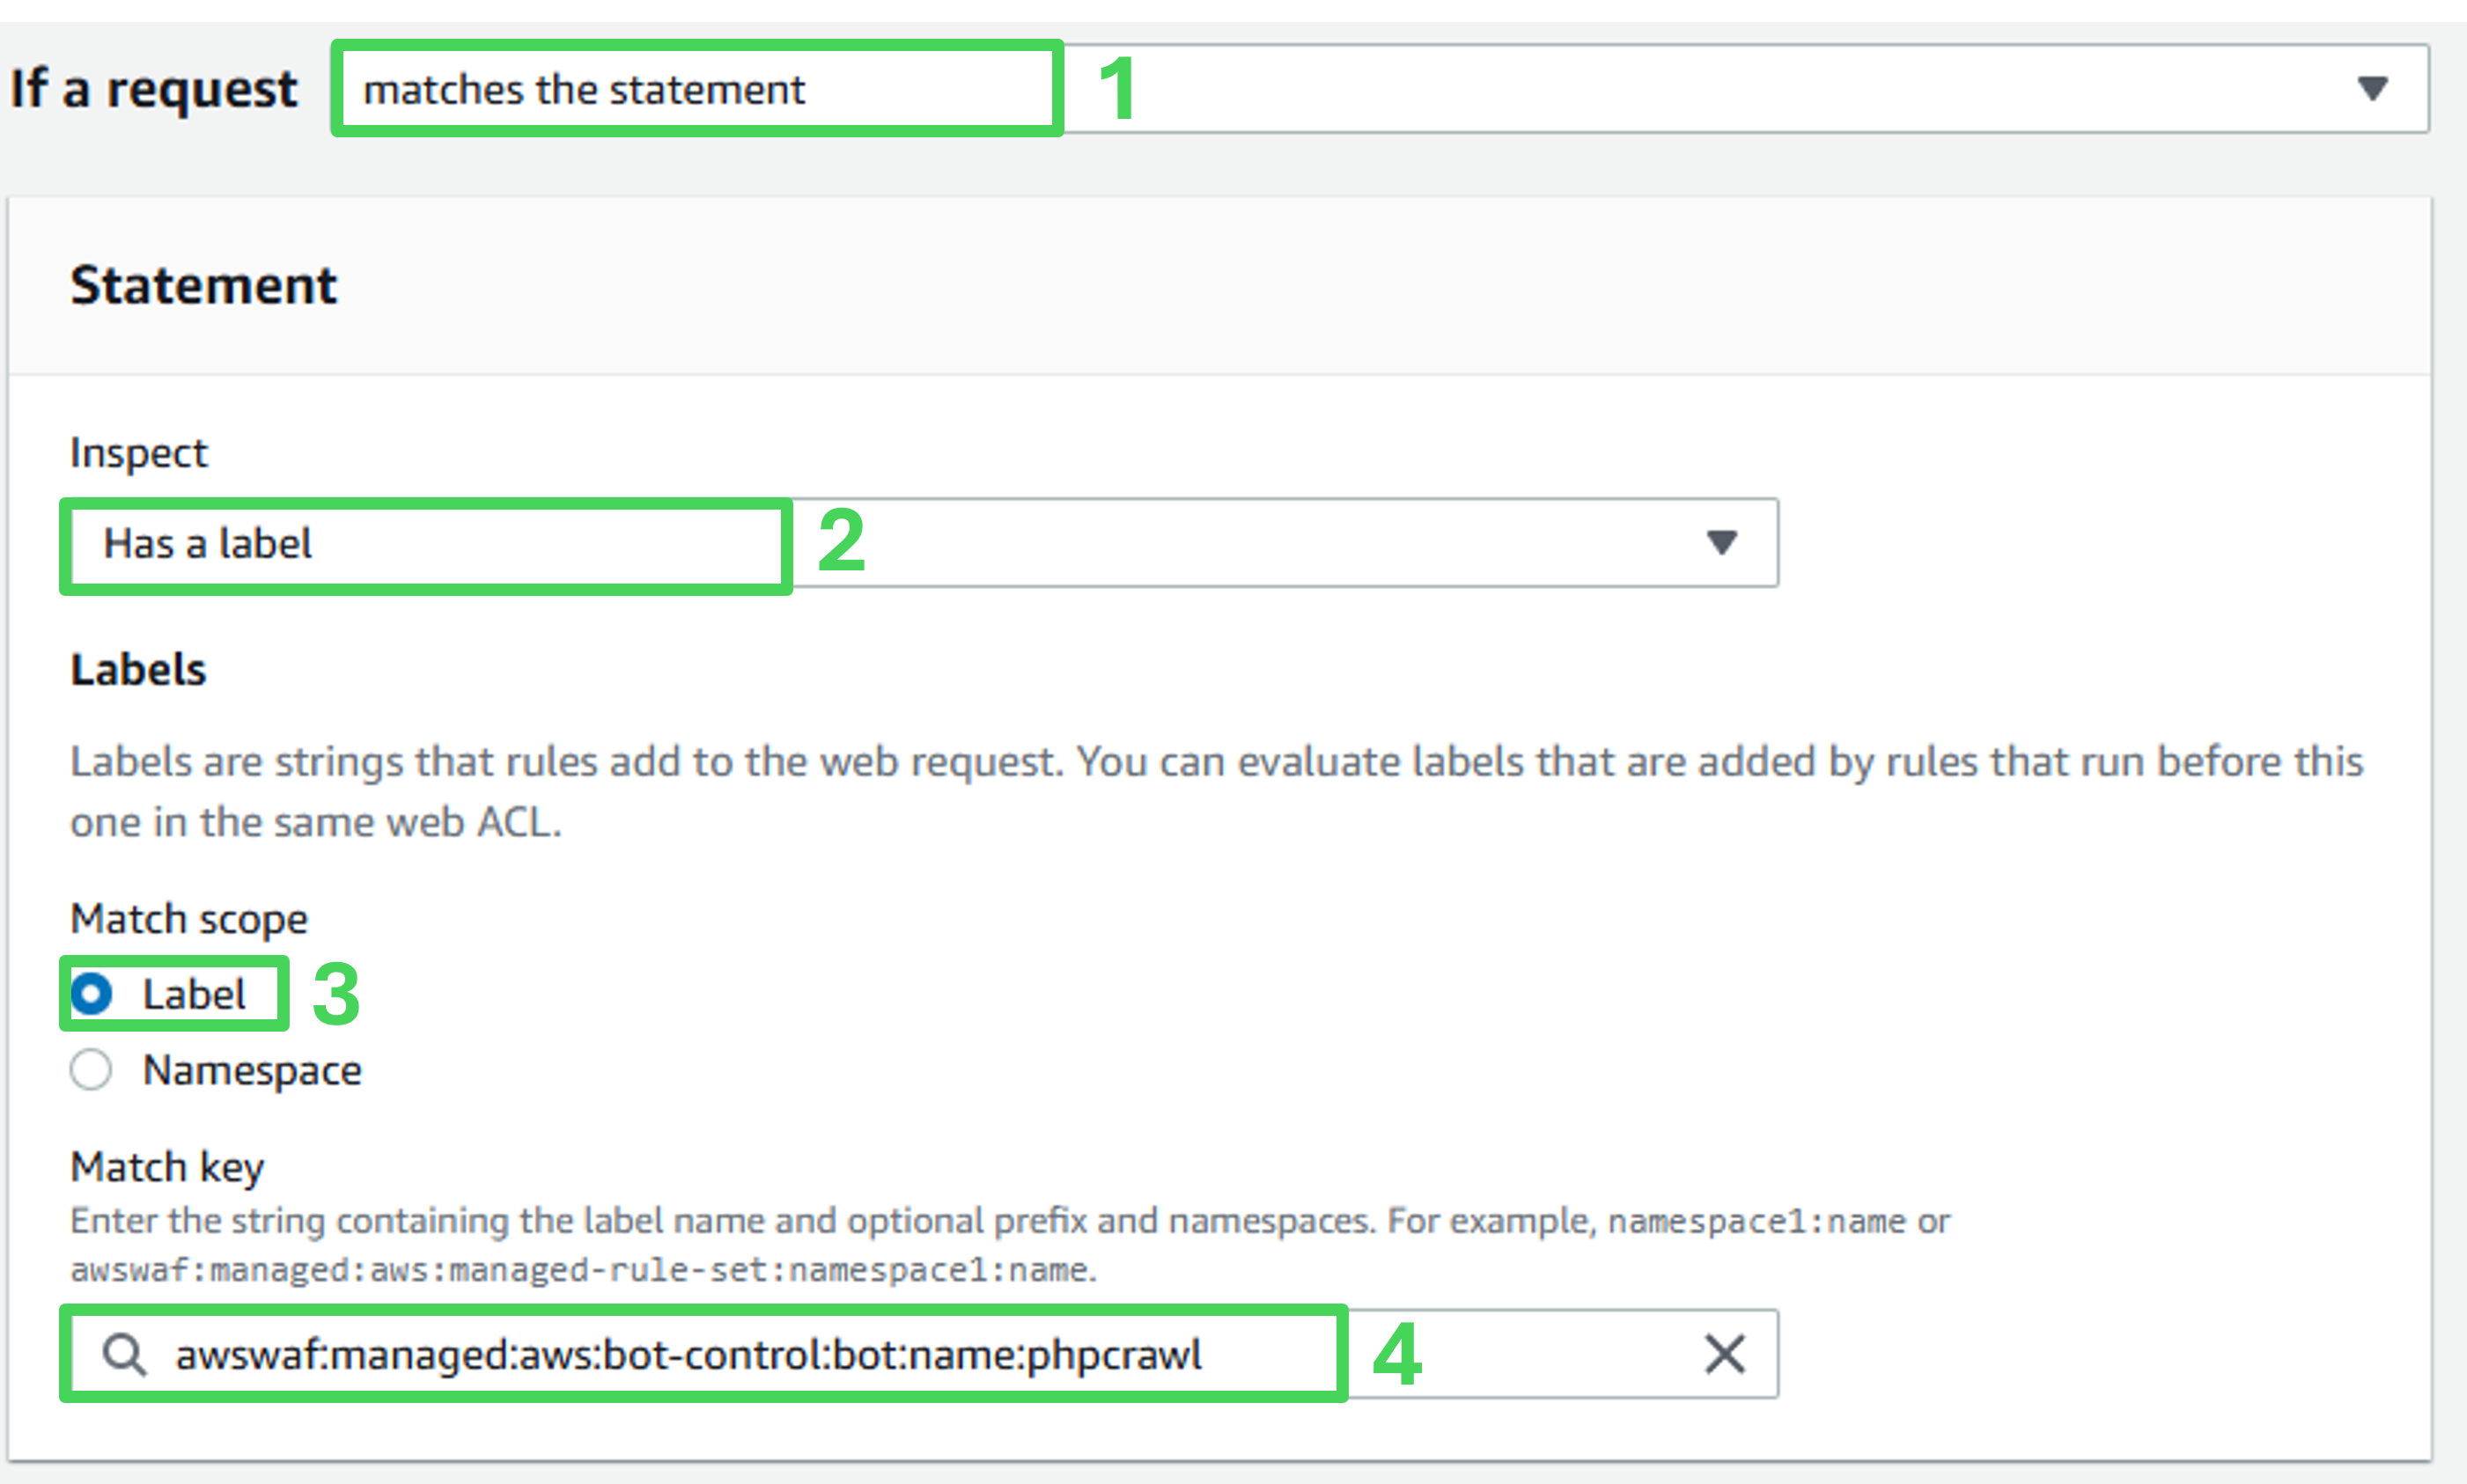 If a request matches the statement 1
Statement
Inspect
Has a label 2
Labels
Labels are strings that rules add to the web request. You can evaluate labels that are added by rules that run before this
one in the same web ACL.
Match scope
Label 3
Namespace
Match key
Enter the string containing the label name and optional prefix and namespaces. For example, namespace1:name or
awswaf:managed:aws:managed-rule-set:namespace1:name.
awswaf:managed:aws:bot-control:bot:name:phpcrawl 4